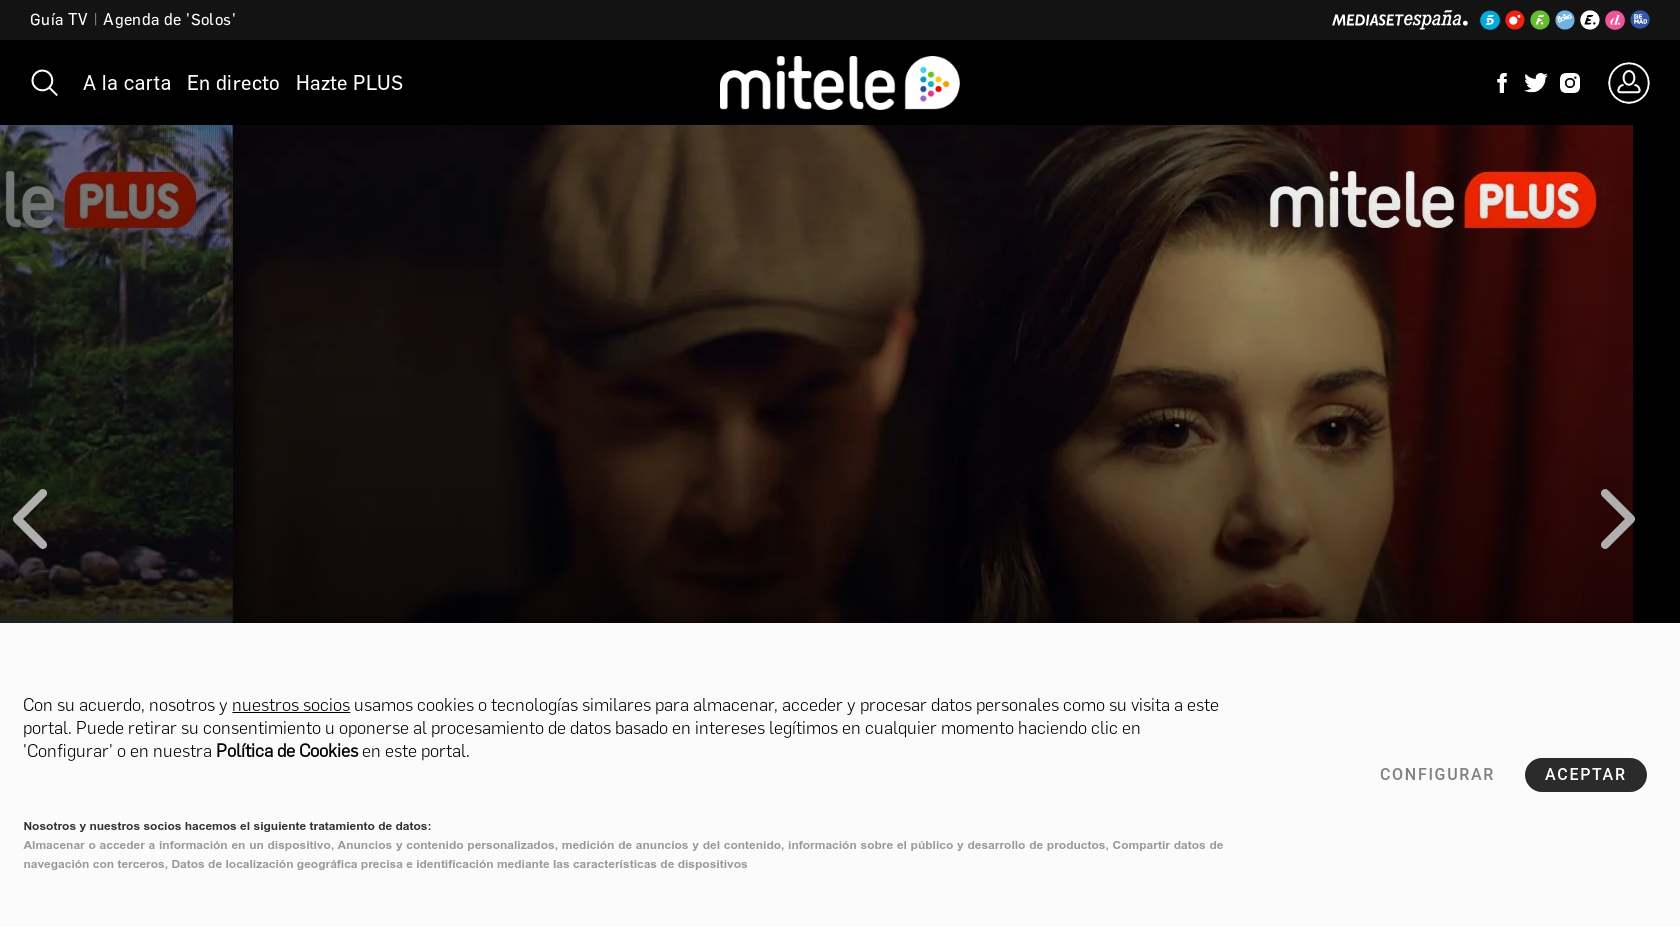 Guía TV | Agenda de 'Solos'
MEDIASETespaña.
A la carta En directo Hazte PLUS
mitele
le PLUS
mitele PLUS
Con su acuerdo, nosotros y nuestros socios usamos cookies o tecnologías similares para almacenar, acceder y procesar datos personales como su visita a este
portal. Puede retirar su consentimiento u oponerse al procesamiento de datos basado en intereses legítimos en cualquier momento haciendo clic en
'Configurar' o en nuestra Política de Cookies en este portal.
CONFIGURAR
ACEPTAR
Nosotros y nuestros socios hacemos el siguiente tratamiento de datos:
Almacenar o acceder a información en un dispositivo, Anuncios y contenido personalizados, medición de anuncios y del contenido, información sobre el público y desarrollo de productos, Compartir datos de
navegación con terceros, Datos de localización geográfica precisa e identificación mediante las características de dispositivos